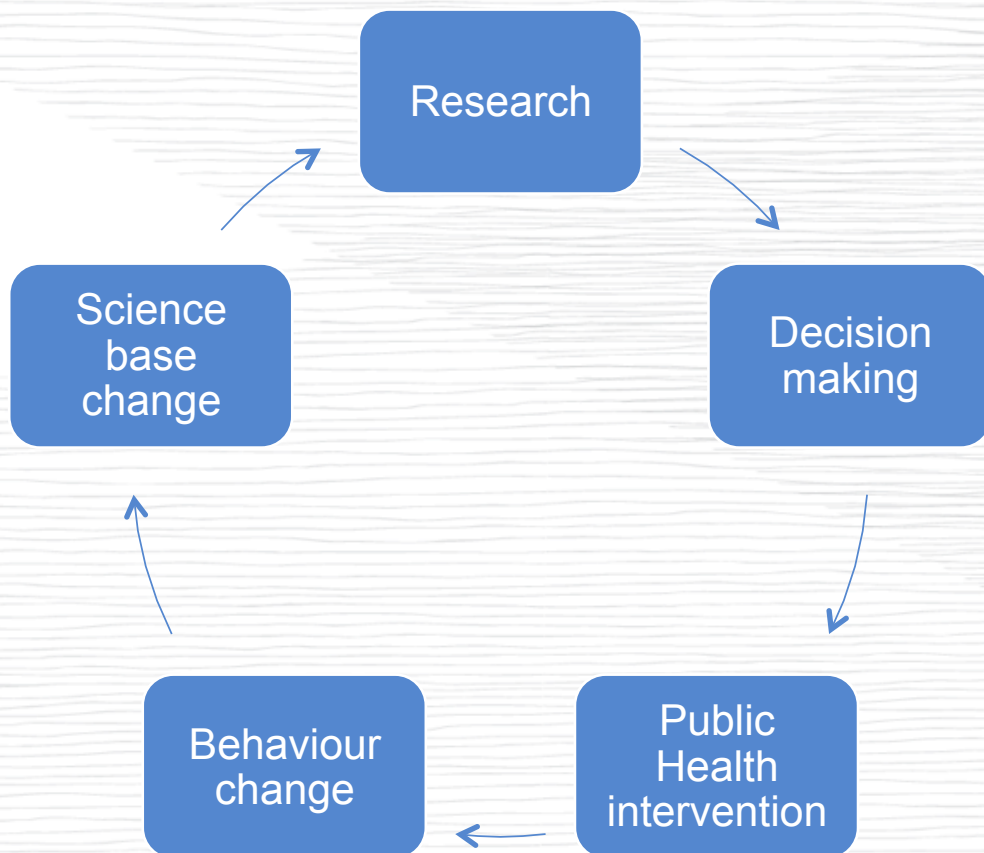 Research
Decision
making
Public
Health
intervention
Behaviour
change
Science
base
change